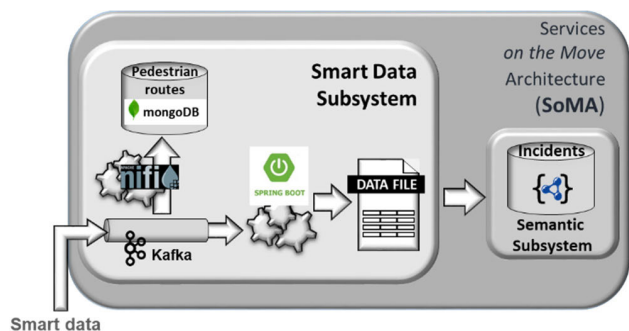 Services
on the Move
Architecture
(SoMA)
Smart Data
Subsystem
Pedestrian
routes
mongoDB
nifi
SPRING BOOT
DATA FILE
Kafka
Incidents
Semantic
Subsystem
Smart data